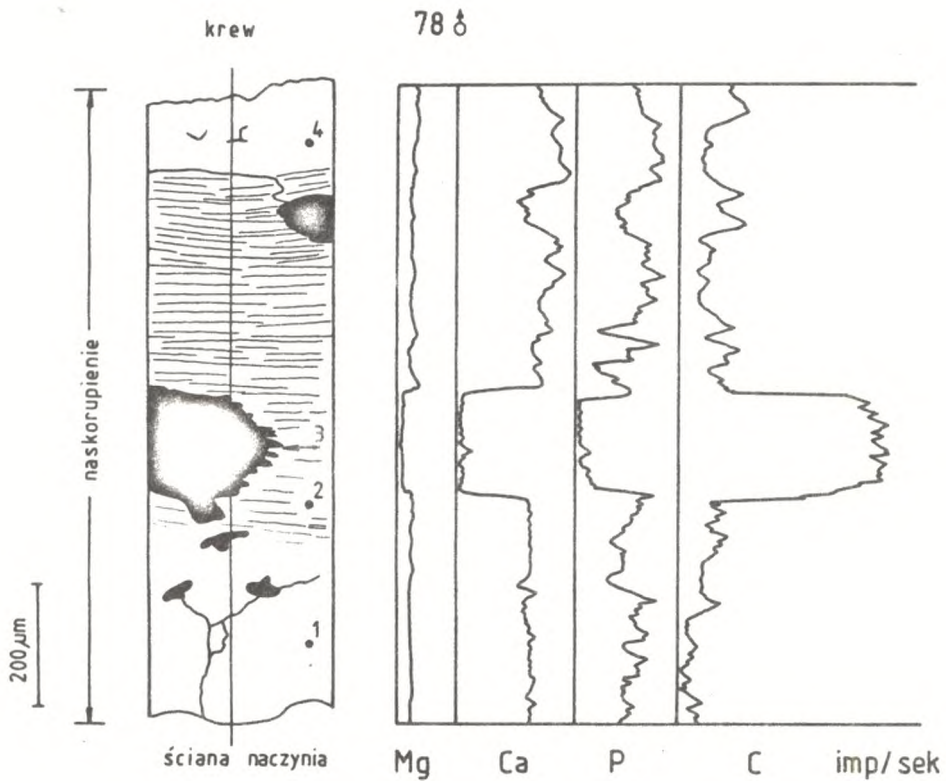 krew
78 ♂
4
3
2
1
naskorupienie
200µm
ściana naczynia
Mg Ca P C imp/sek